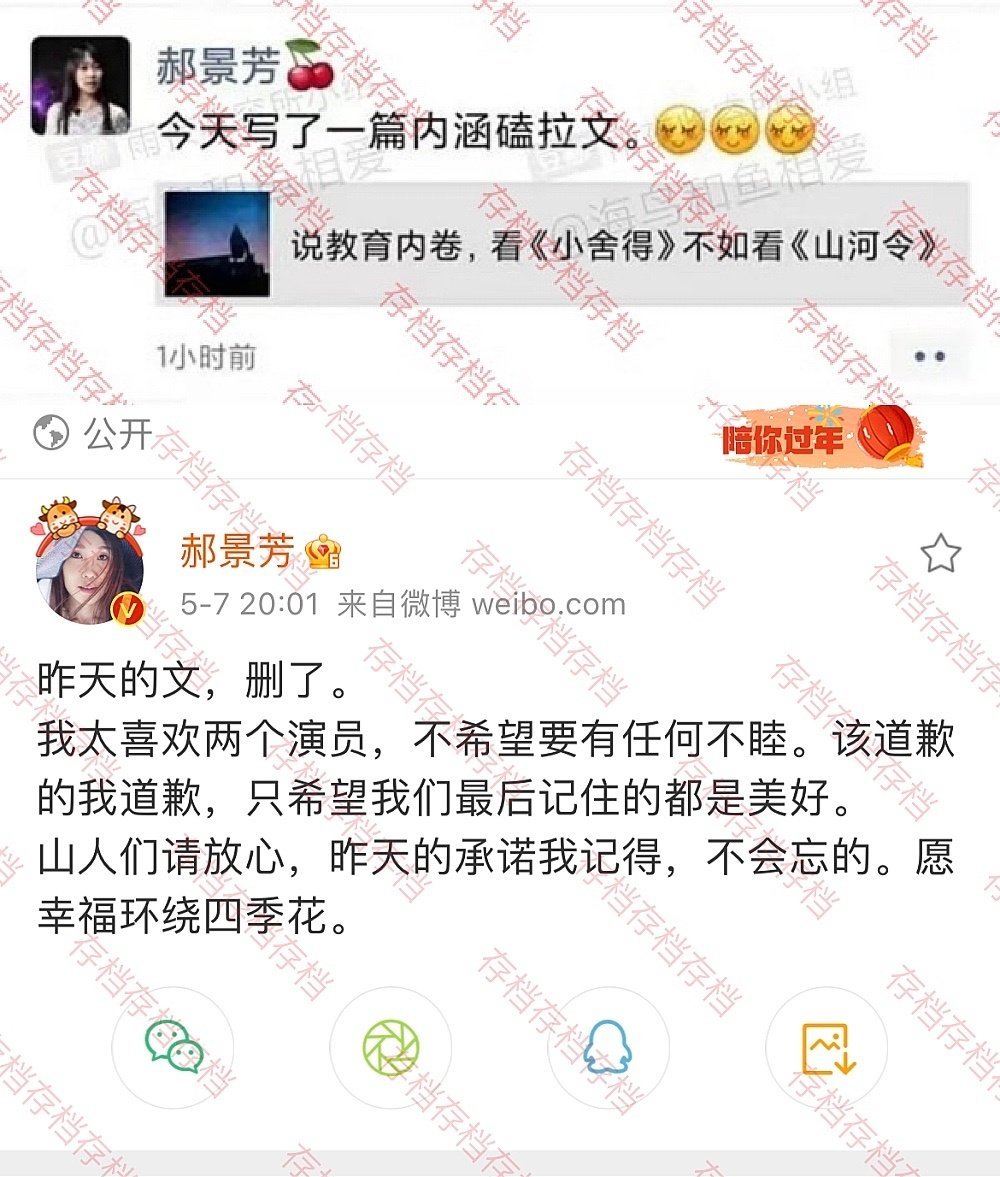 郝景芳🍒
今天写了一篇内涵磕拉文。
说教育内卷，看《小舍得》不如看《山河令》
@海鸟和鱼相爱
1小时前
公开
陪你过年
郝景芳
5-7 20:01 来自微博 weibo.com
昨天的文，删了。
我太喜欢两个演员，不希望要有任何不睦。该道歉
的我道歉，只希望我们最后记住的都是美好。
山人们请放心，昨天的承诺我记得，不会忘的。愿
幸福环绕四季花。
存档存档存档